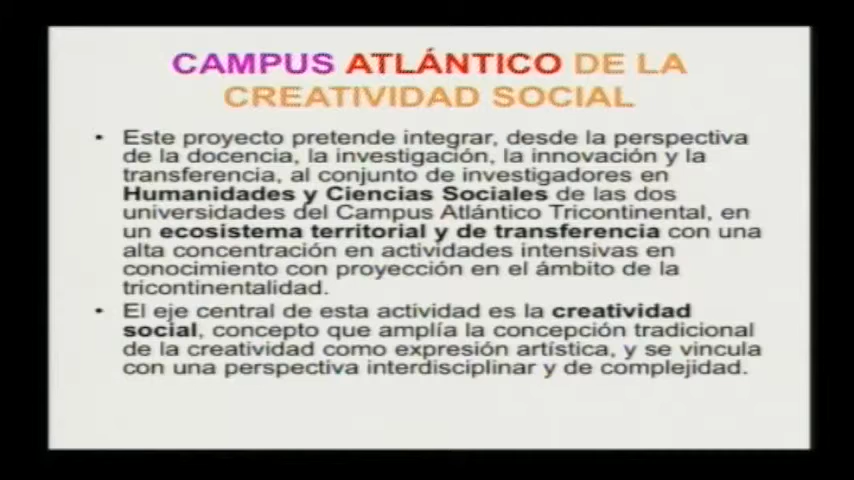 CAMPUS ATLÁNTICO DE LA
CREATIVIDAD SOCIAL
• Este proyecto pretende integrar, desde la perspectiva
de la docencia, la investigación, la innovación y la
transferencia, al conjunto de investigadores en
Humanidades y Ciencias Sociales de las dos
universidades del Campus Atlántico Tricontinental, en
un ecosistema territorial y de transferencia con una
alta concentración en actividades intensivas en
conocimiento con proyección en el ámbito de la
tricontinentalidad.
• El eje central de esta actividad es la creatividad
social, concepto que amplía la concepción tradicional
de la creatividad como expresión artística, y se vincula
con una perspectiva interdisciplinar y de complejidad.